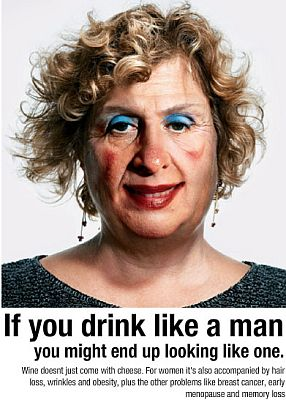 If you drink like a man
you might end up looking like one.
Wine doesnt just come with cheese. For women it's also accompanied by hair
loss, wrinkles and obesity, plus the other problems like breast cancer, early
menopause and memory loss